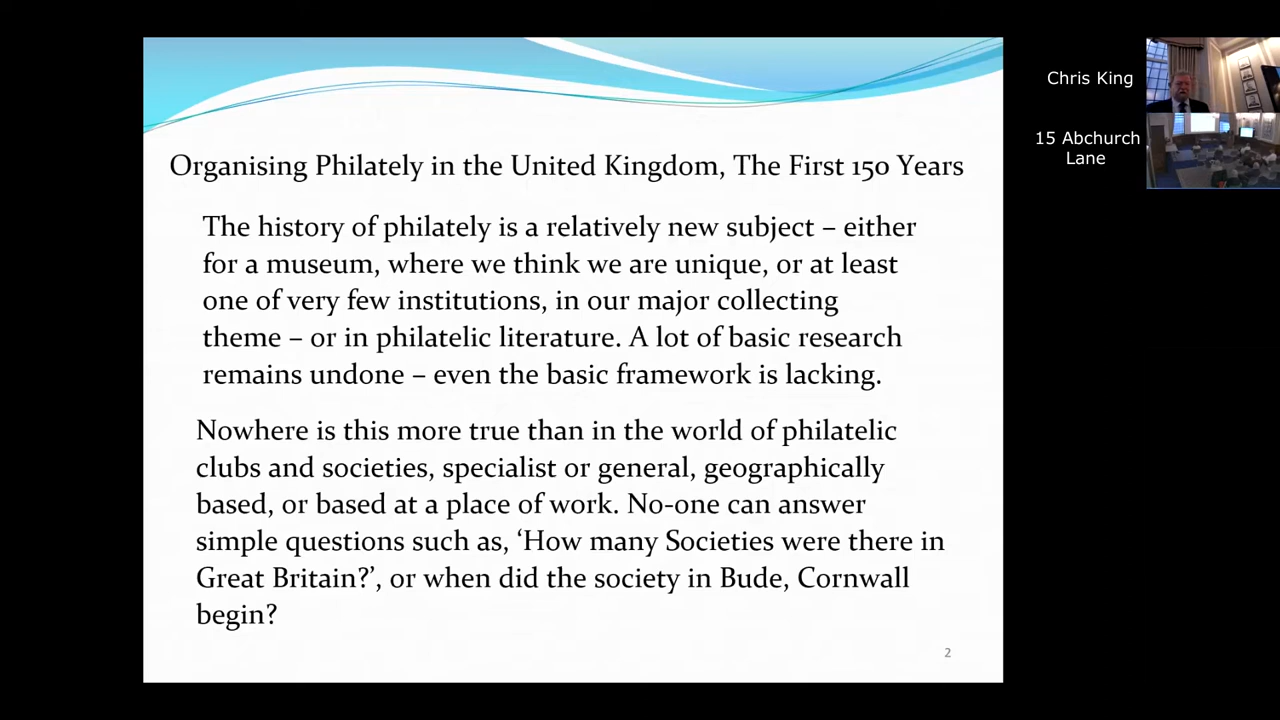 Organising Philately in the United Kingdom, The First 150 Years
The history of philately is a relatively new subject – either
for a museum, where we think we are unique, or at least
one of very few institutions, in our major collecting
theme – or in philatelic literature. A lot of basic research
remains undone – even the basic framework is lacking.
Nowhere is this more true than in the world of philatelic
clubs and societies, specialist or general, geographically
based, or based at a place of work. No-one can answer
simple questions such as, ‘How many Societies were there in
Great Britain?’, or when did the society in Bude, Cornwall
begin?
2
Chris King
15 Abchurch
Lane